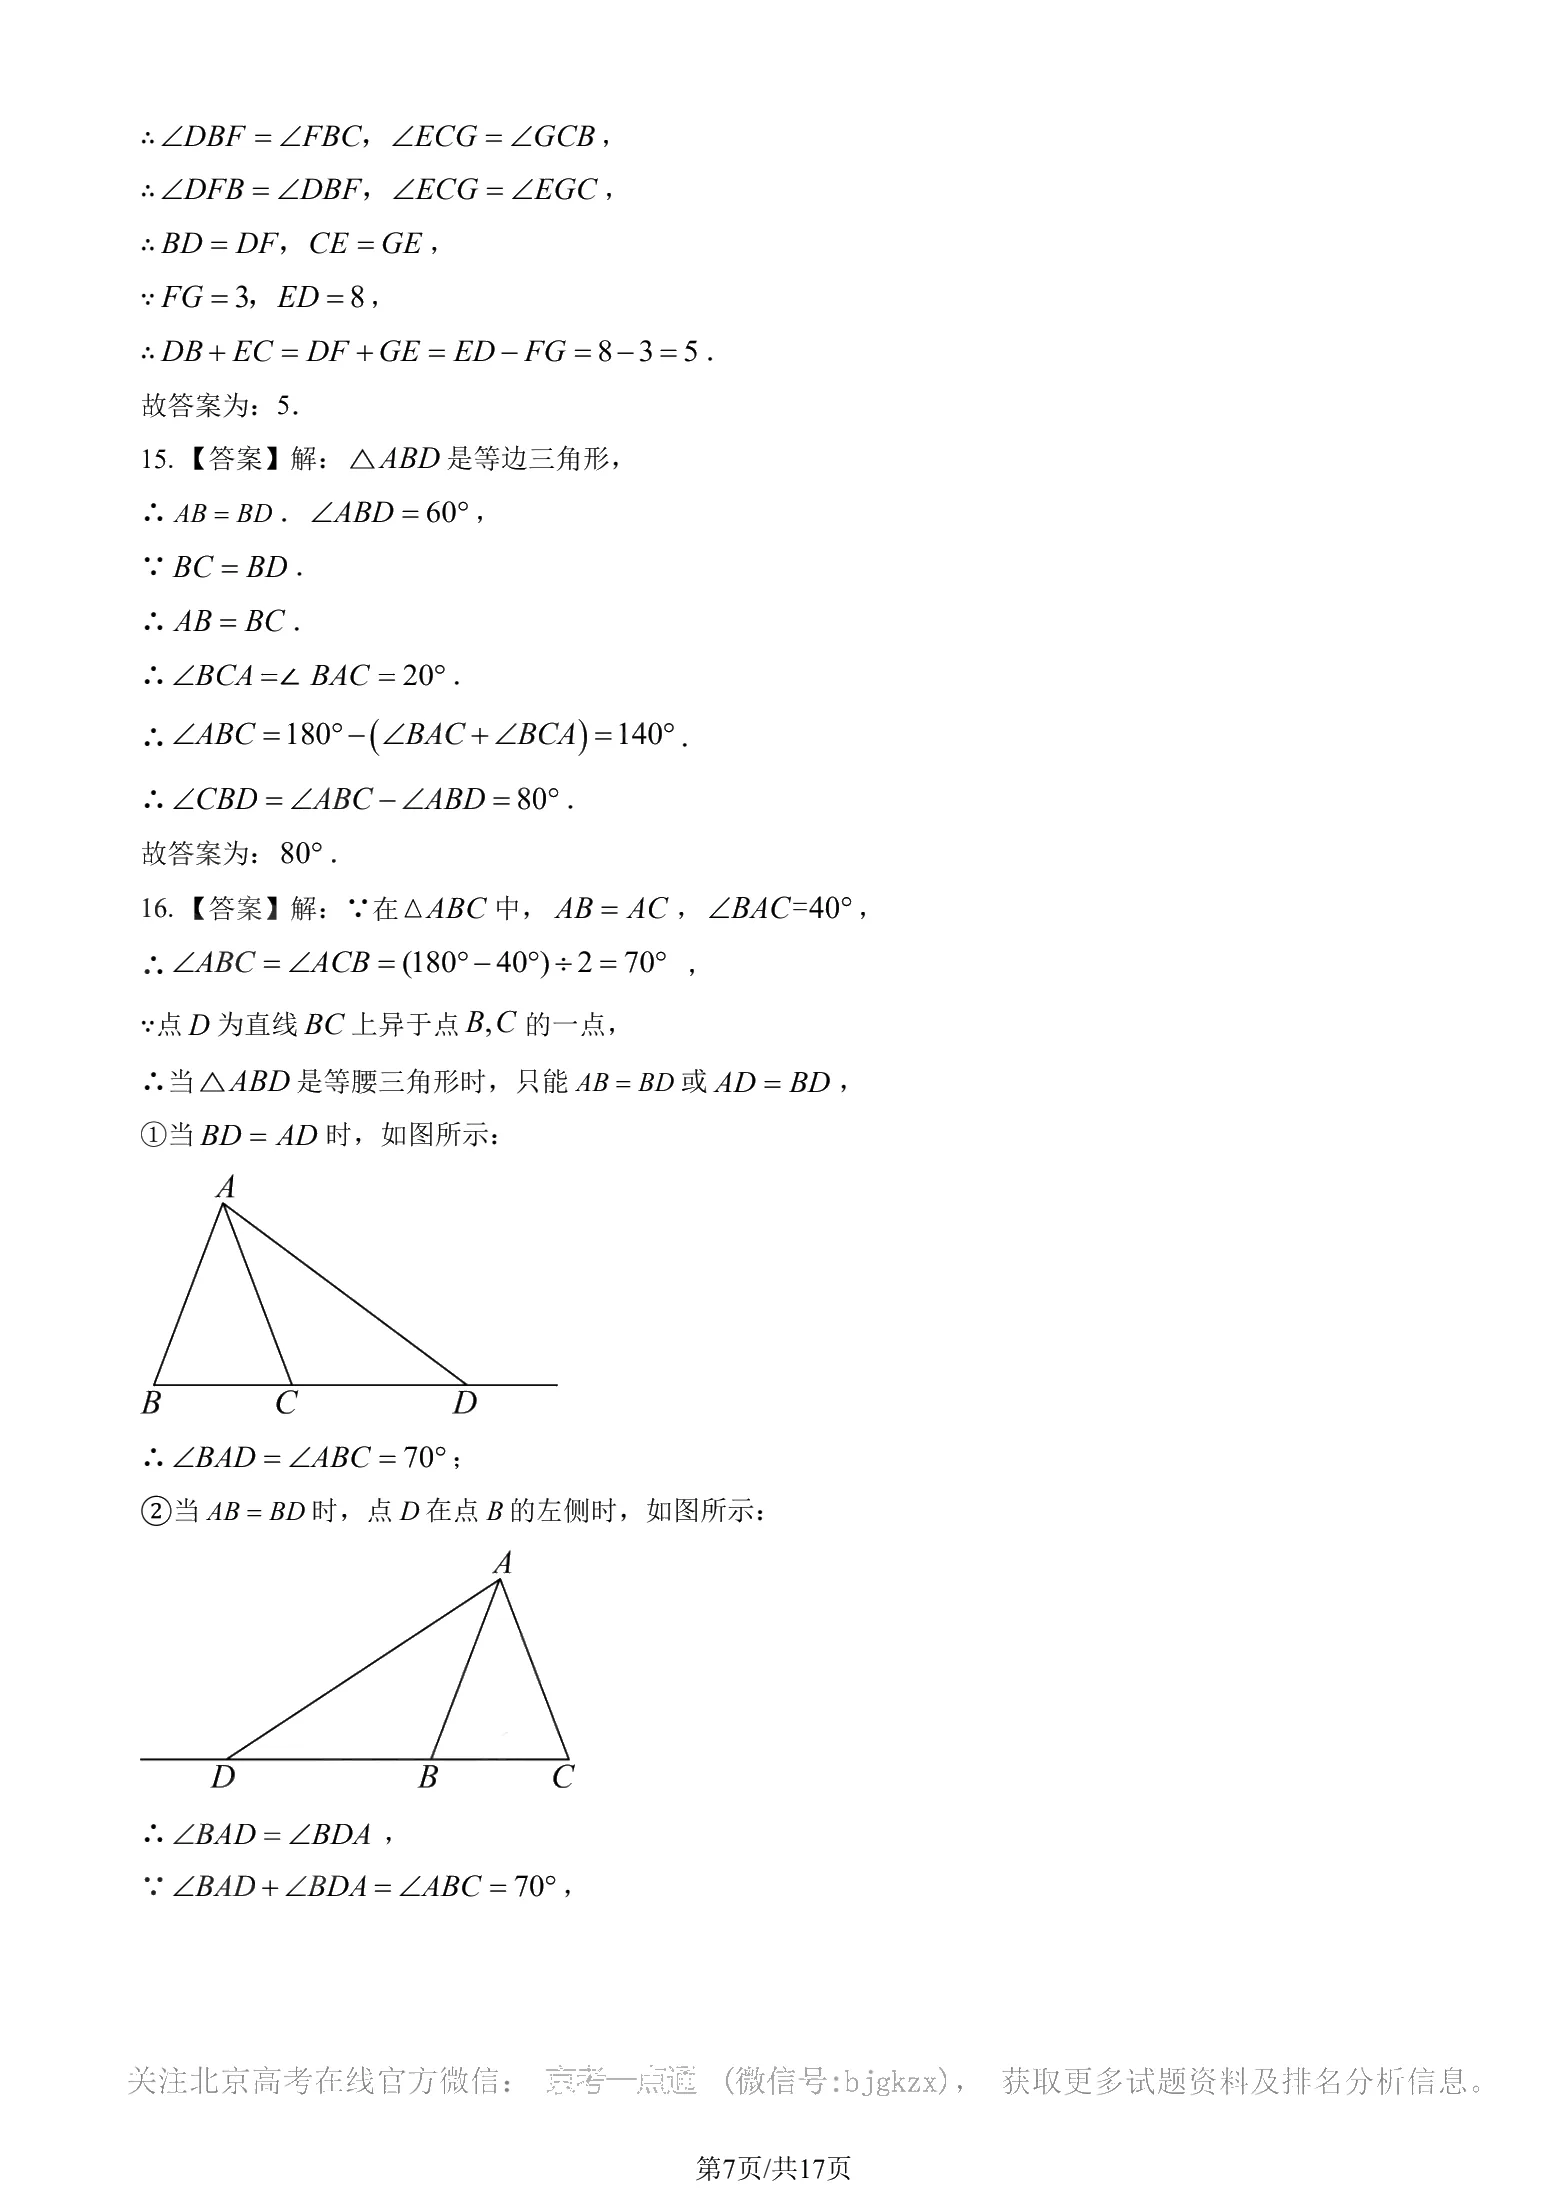 ∴∠DBF=∠FBC，∠ECG=∠GCB，
∴∠DFB=∠DBF，∠ECG=∠EGC，
∴BD=DF，CE=GE，
∵FG=3，ED=8，
∴DB+EC=DF+GE=ED−FG=8−3=5．
故答案为：5．
15.【答案】解：△ABD是等边三角形，
∴AB=BD．∠ABD=60°，
∵BC=BD．
∴AB=BC．
∴∠BCA=∠BAC=20°．
∴∠ABC=180°−(∠BAC+∠BCA)=140°．
∴∠CBD=∠ABC−∠ABD=80°．
故答案为：80°．
16.【答案】解：∵在△ABC中，AB=AC，∠BAC=40°，
∴∠ABC=∠ACB=(180°−40°)÷2=70°，
∵点D为直线BC上异于点B,C的一点，
∴当△ABD是等腰三角形时，只能AB=BD或AD=BD，
①当BD=AD时，如图所示：
A
B C D
∴∠BAD=∠ABC=70°；
②当AB=BD时，点D在点B的左侧时，如图所示：
A
D B C
∴∠BAD=∠BDA，
∵∠BAD+∠BDA=∠ABC=70°，
关注北京高考在线官方微信： 京考一点通 (微信号:bjgkzx)， 获取更多试题资料及排名分析信息。
第7页/共17页